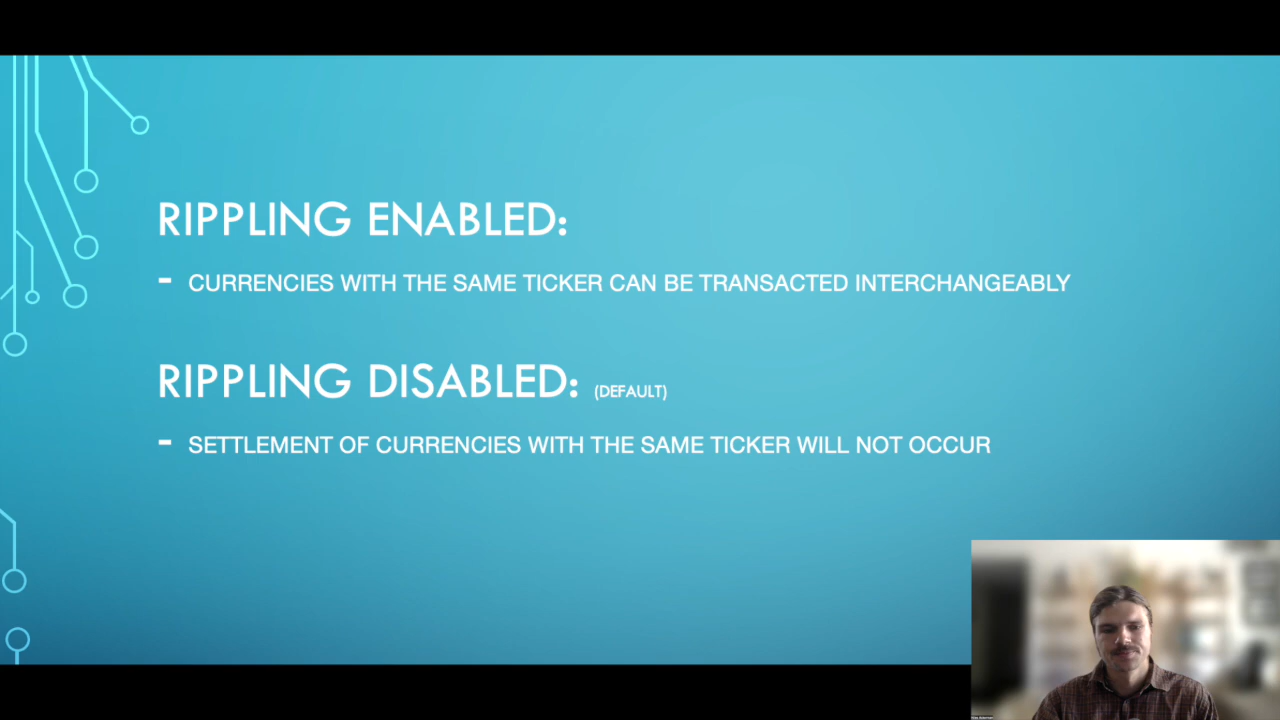 RIPPLING ENABLED:
- CURRENCIES WITH THE SAME TICKER CAN BE TRANSACTED INTERCHANGEABLY
RIPPLING DISABLED: (DEFAULT)
- SETTLEMENT OF CURRENCIES WITH THE SAME TICKER WILL NOT OCCUR